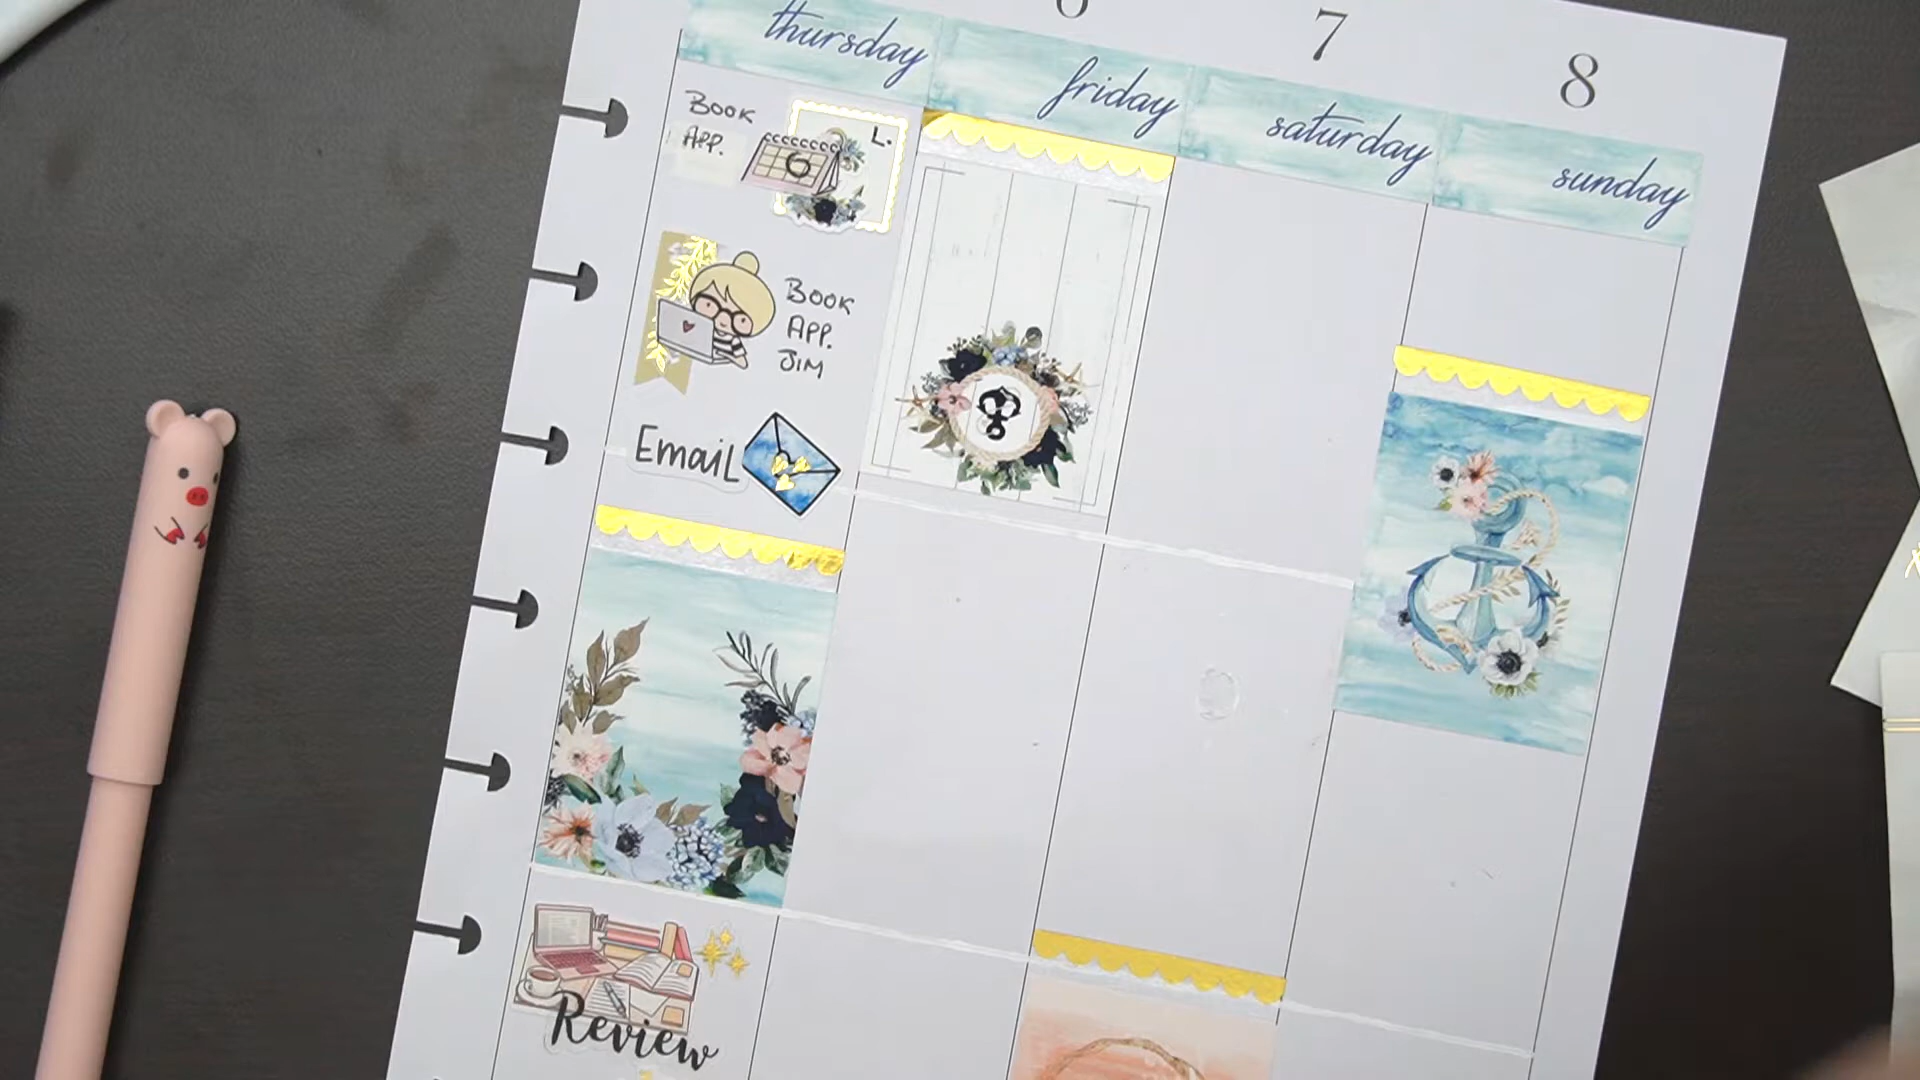 6
7
8
thursday
friday
saturday
sunday
BOOK
APP.
L.
6
BOOK
APP.
JIM
Email
Review